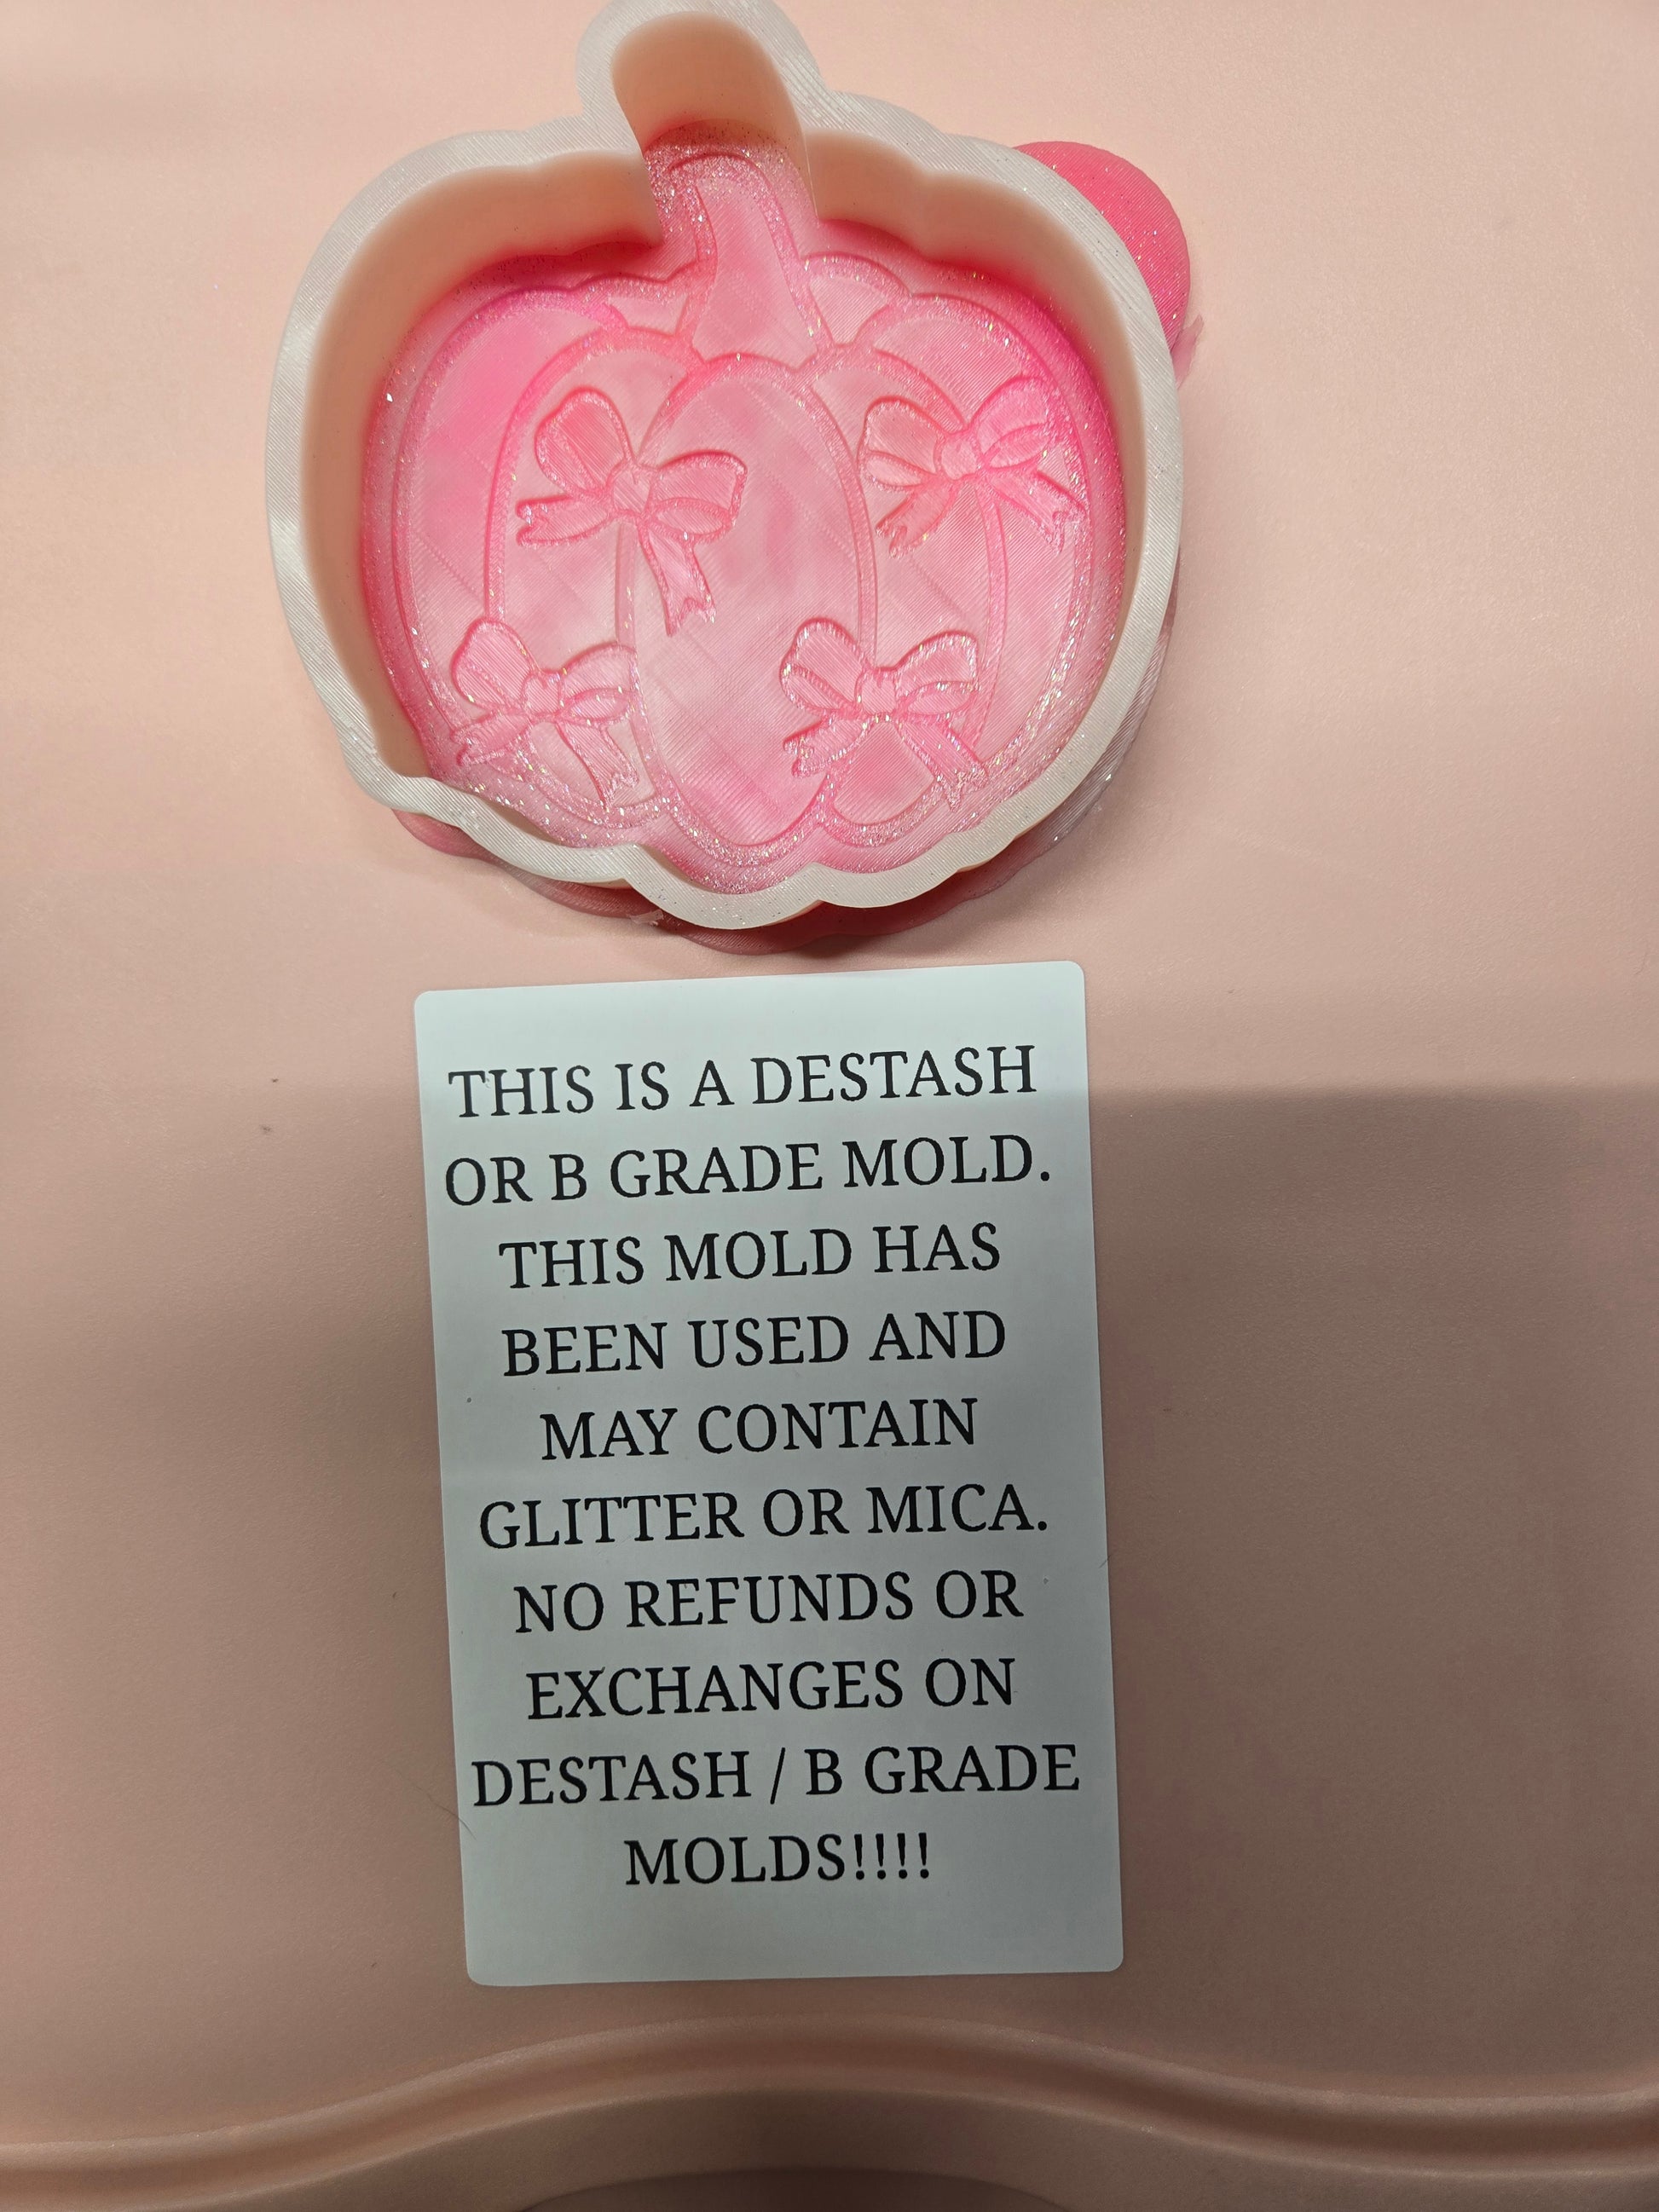 THIS IS A DESTASH
OR B GRADE MOLD.
THIS MOLD HAS
BEEN USED AND
MAY CONTAIN
GLITTER OR MICA.
NO REFUNDS OR
EXCHANGES ON
DESTASH / B GRADE
MOLDS!!!!